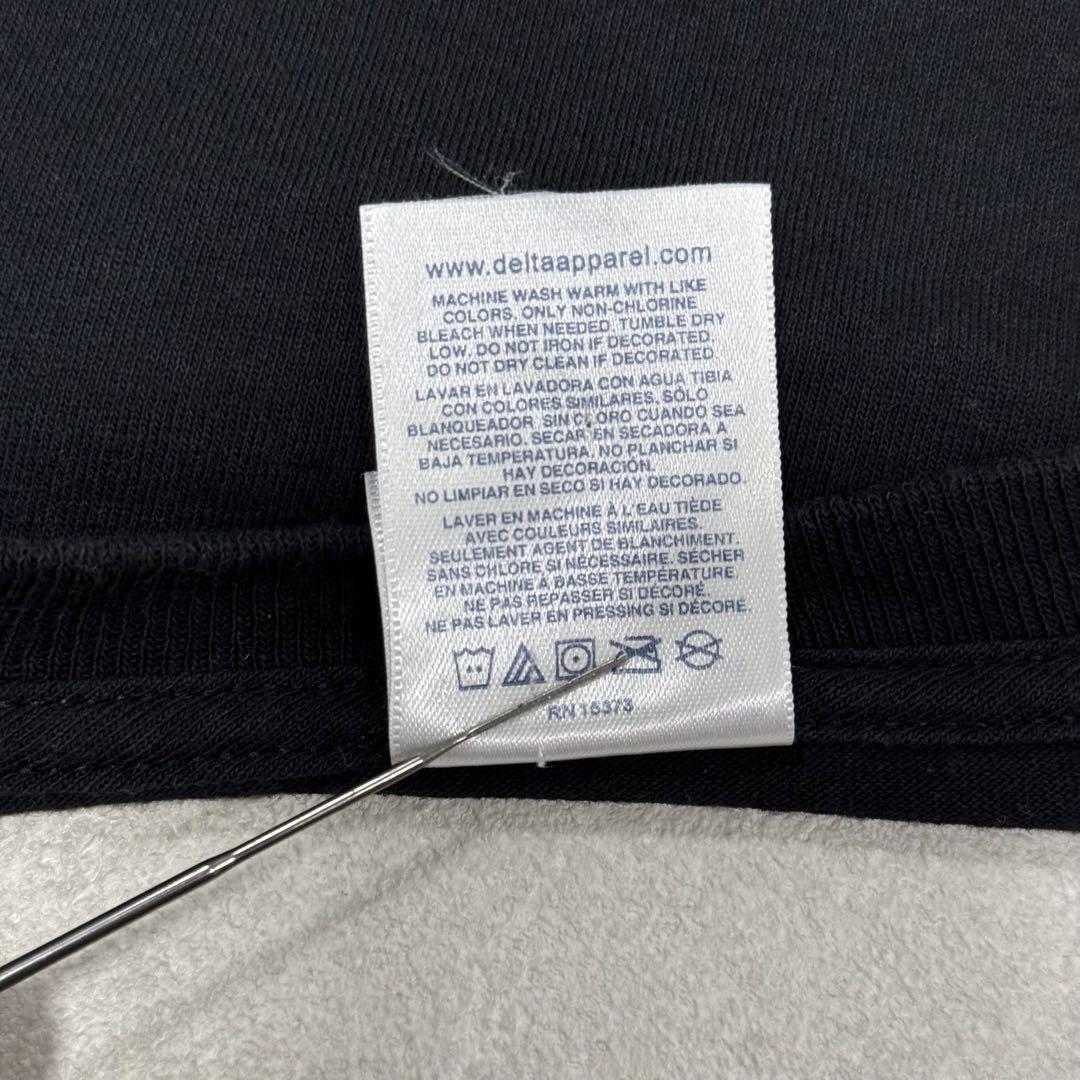 www.deltaapparel.com
MACHINE WASH WARM WITH LIKE
COLORS, ONLY NON-CHLORINE
BLEACH WHEN NEEDED, TUMBLE DRY
LOW, DO NOT IRON IF DECORATED.
DO NOT DRY CLEAN IF DECORATED.
LAVAR EN LAVADORA CON AGUA TIBIA
CON COLORES SIMILARES. SÓLO
BLANQUEADOR SIN CLORO CUANDO SEA
NECESARIO. SECAR EN SECADORA A
BAJA TEMPERATURA, NO PLANCHAR SI
HAY DECORACIÓN.
NO LIMPIAR EN SECO SI HAY DECORADO.
LAVER EN MACHINE À L'EAU TIÈDE
AVEC COULEURS SIMILAIRES.
SEULEMENT AGENT DE BLANCHIMENT.
SANS CHLORE SI NÉCESSAIRE. SÉCHER
EN MACHINE À BASSE TEMPÉRATURE
NE PAS REPASSER SI DÉCORÉ.
NE PAS LAVER EN PRESSING SI DÉCORÉ.
RN 15373